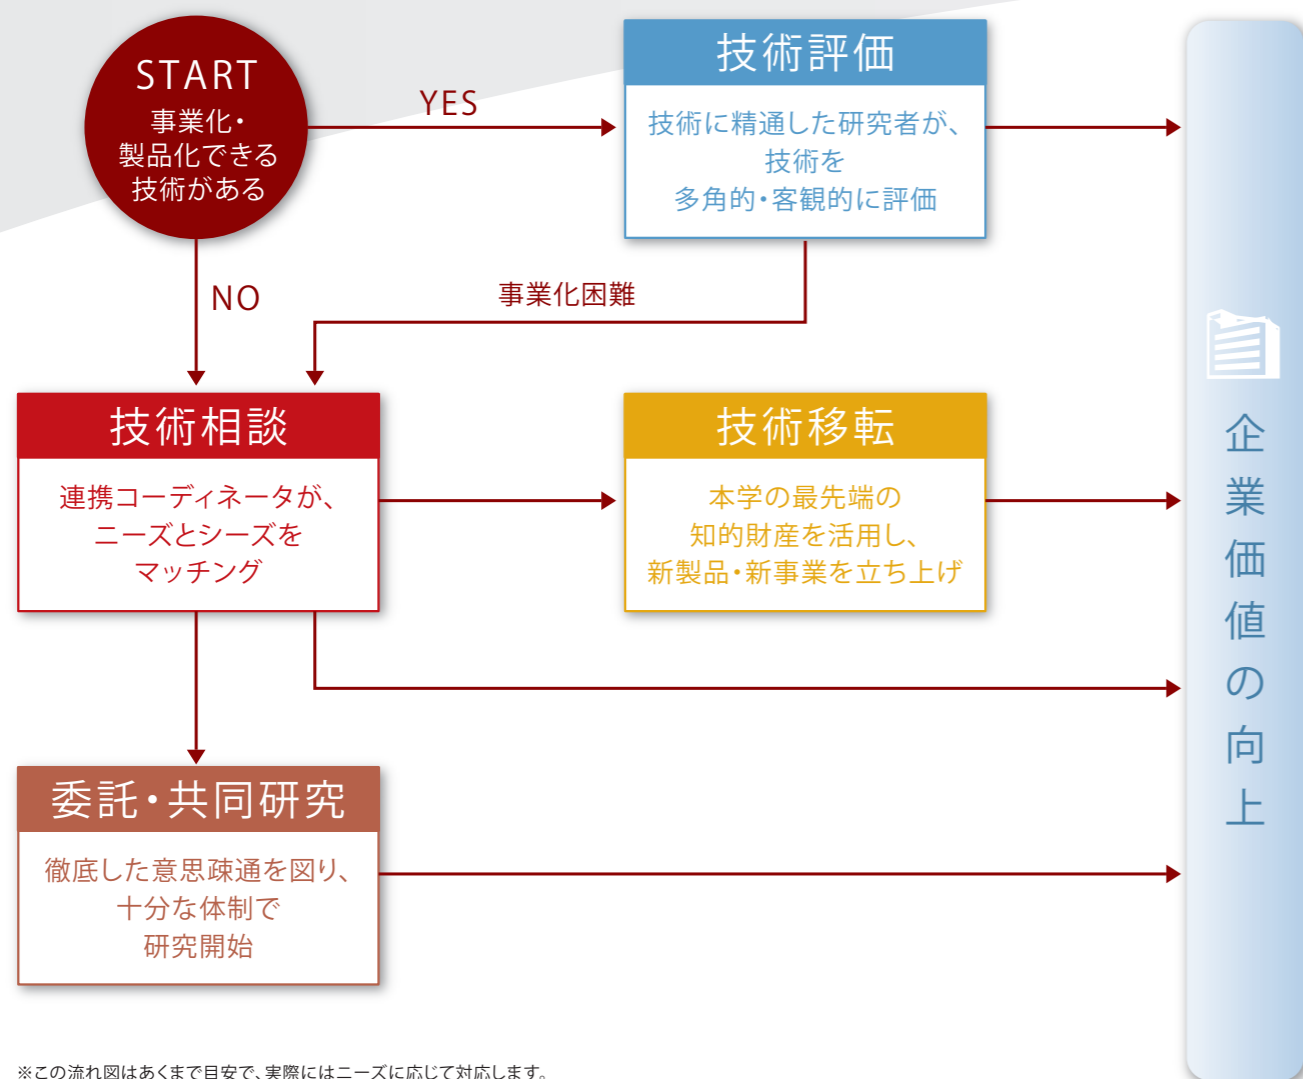 START
事業化・
製品化できる
技術がある
YES
技術評価
技術に精通した研究者が、
技術を
多角的・客観的に評価
NO
事業化困難
技術相談
連携コーディネータが、
ニーズとシーズを
マッチング
技術移転
本学の最先端の
知的財産を活用し、
新製品・新事業を立ち上げ
委託・共同研究
徹底した意思疎通を図り、
十分な体制で
研究開始
企業価値の向上
※この流れ図はあくまで目安で、実際にはニーズに応じて対応します。